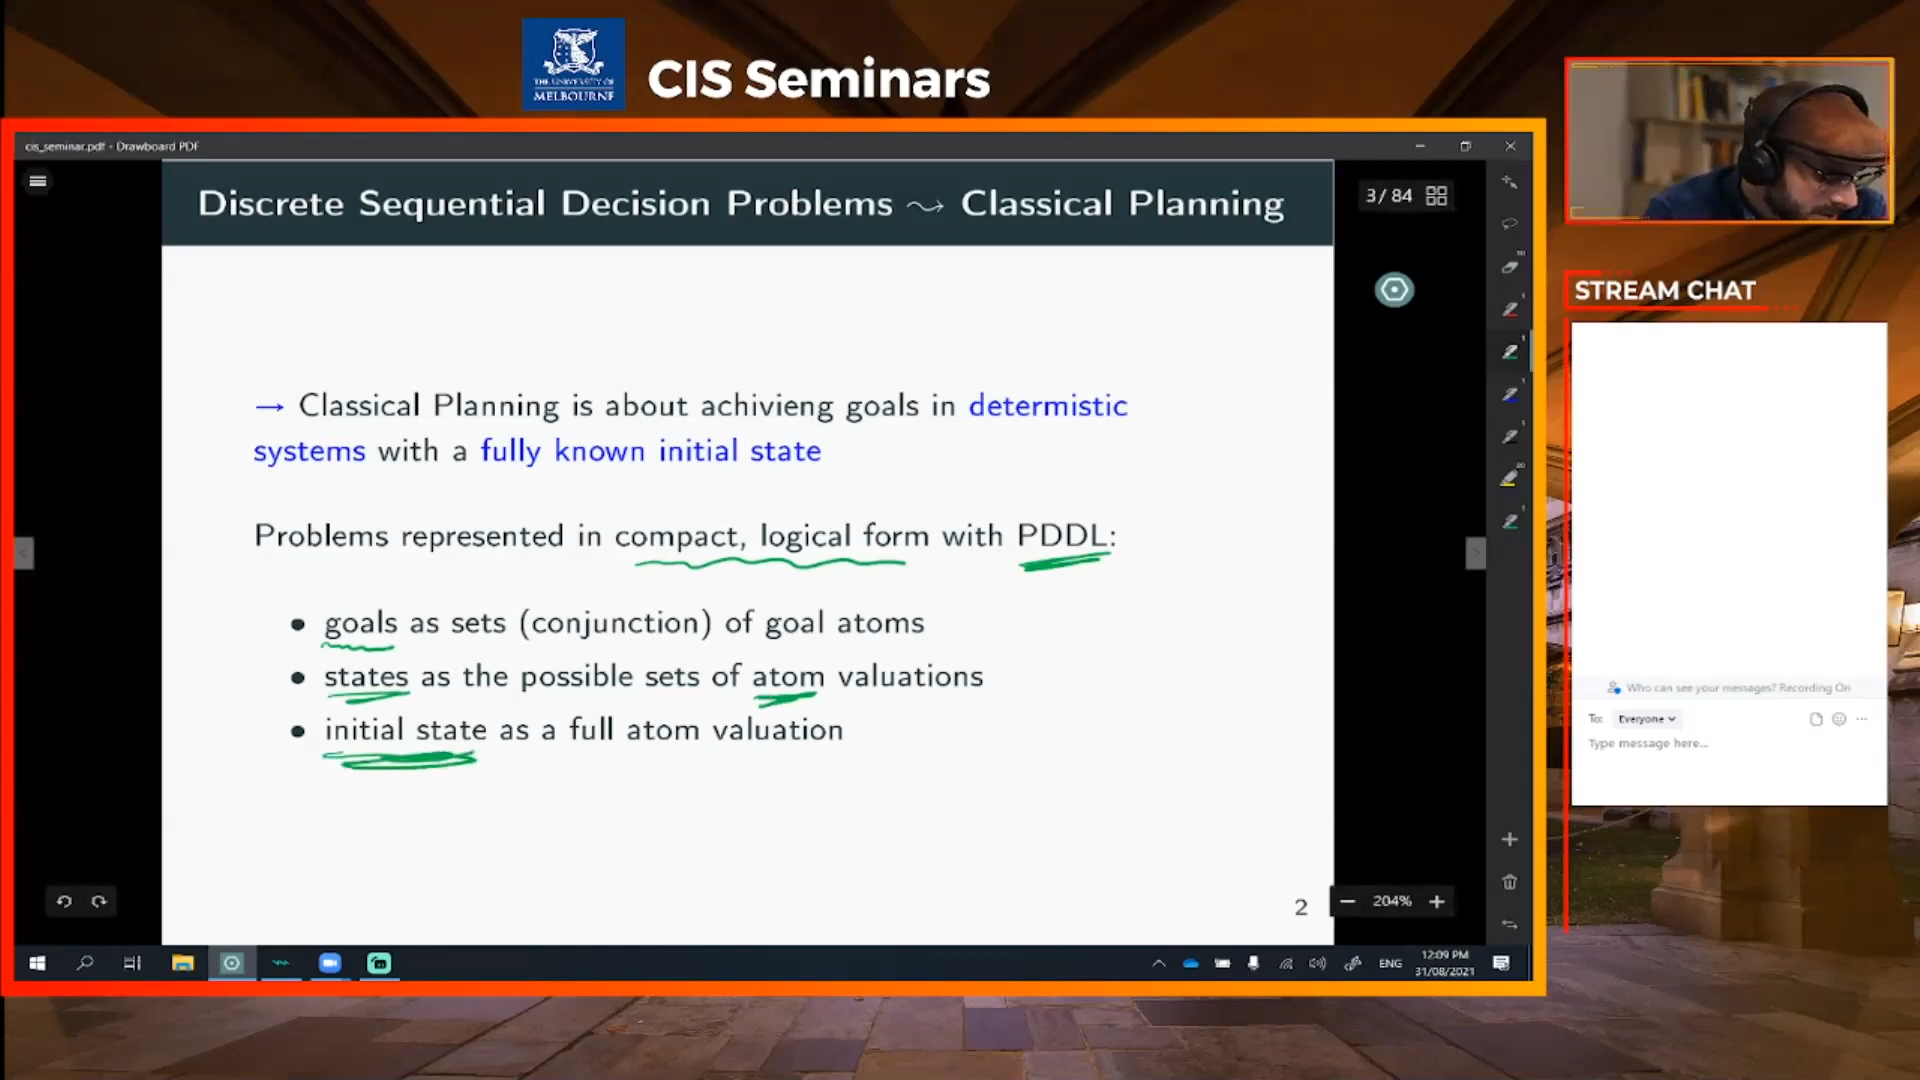 THE UNIVERSITY OF
MELBOURNE
CIS Seminars
cis_seminar.pdf - Drawboard PDF
Discrete Sequential Decision Problems ⤳ Classical Planning
3 / 84
→ Classical Planning is about achivieng goals in determistic
systems with a fully known initial state
Problems represented in compact, logical form with PDDL:
• goals as sets (conjunction) of goal atoms
• states as the possible sets of atom valuations
• initial state as a full atom valuation
2
204%
ENG
12:09 PM
31/08/2021
STREAM CHAT
Who can see your messages? Recording On
To: Everyone
Type message here...